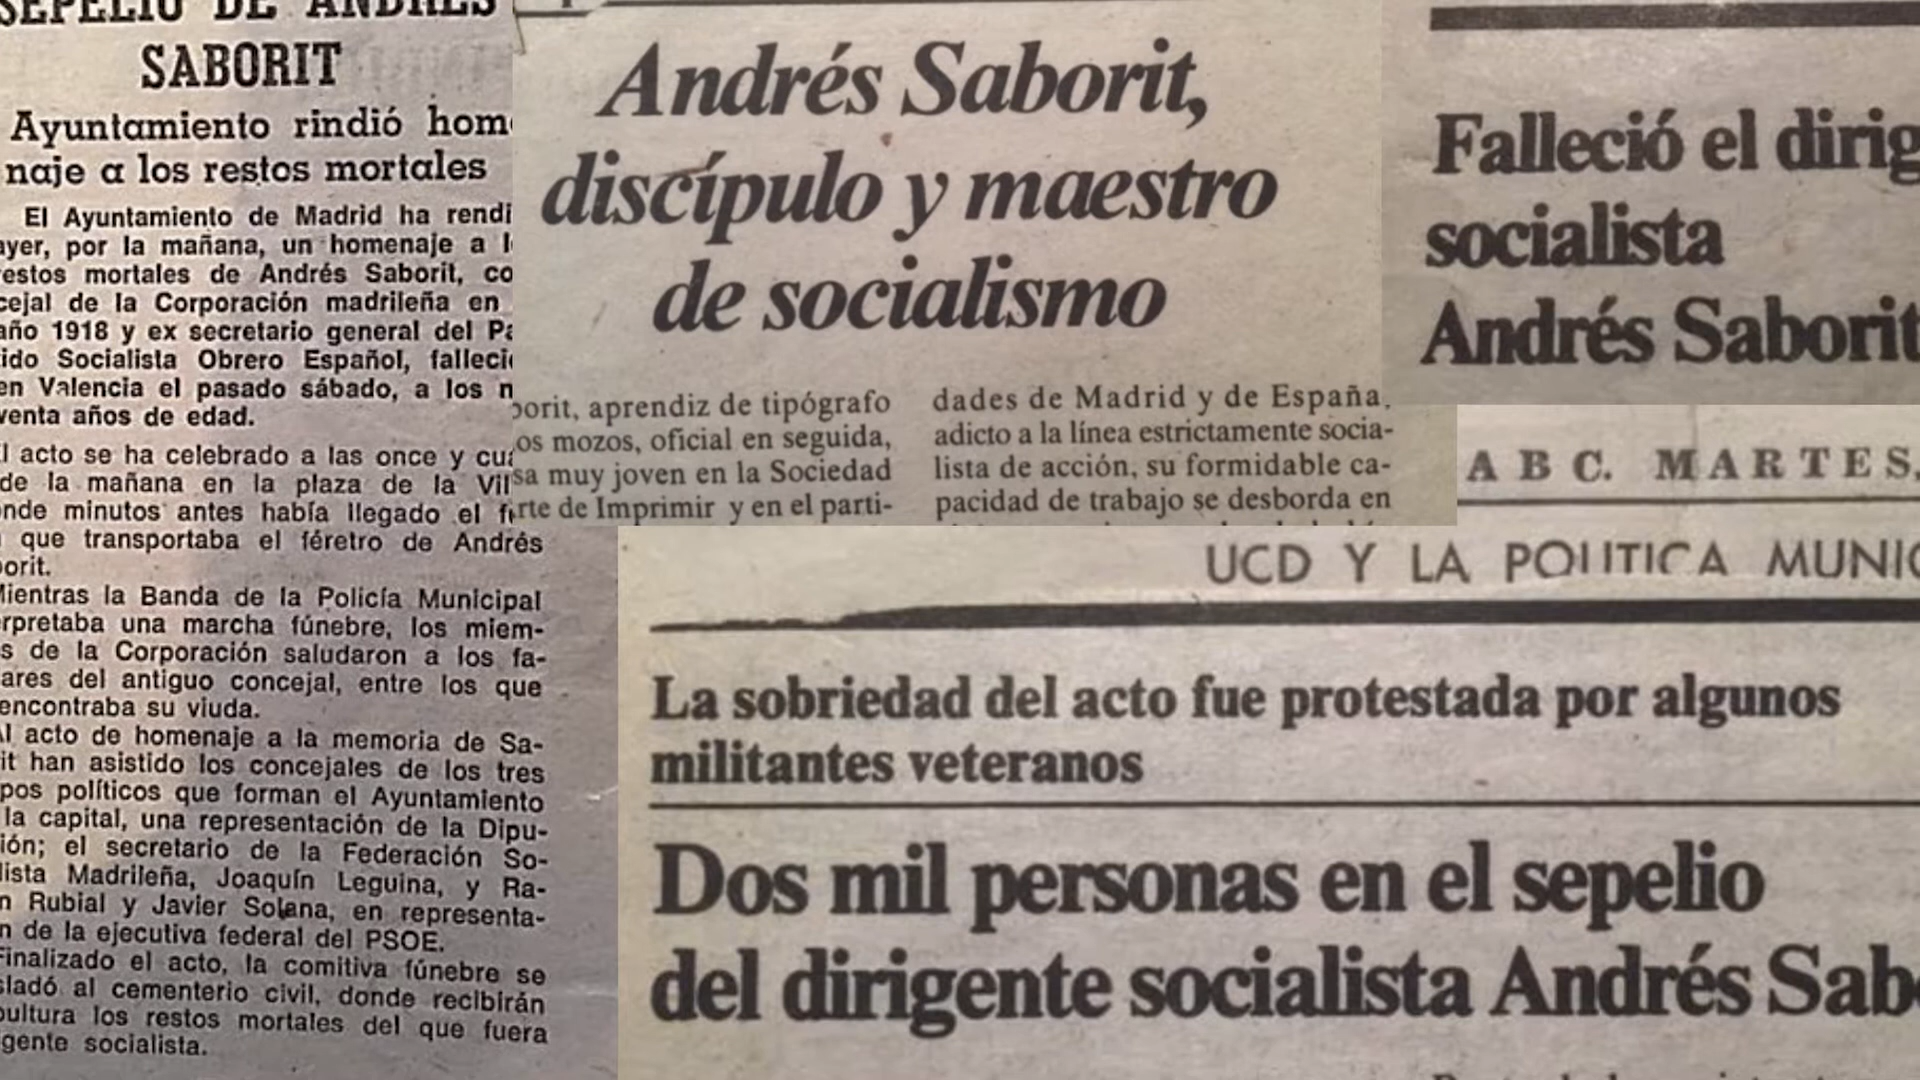 SEPELIO DE ANDRES
SABORIT
Ayuntamiento rindió home
naje a los restos mortales
El Ayuntamiento de Madrid ha rendi
ayer, por la mañana, un homenaje a l
restos mortales de Andrés Saborit, co
cejal de la Corporación madrileña en
año 1918 y ex secretario general del Pa
ido Socialista Obrero Español, falleci
en Valencia el pasado sábado, a los n
venta años de edad.
l acto se ha celebrado a las once y cua
de la mañana en la plaza de la Vil
nde minutos antes había llegado el f
que transportaba el féretro de Andrés
orit.
Mientras la Banda de la Policía Municipal
erpretaba una marcha fúnebre, los miem-
s de la Corporación saludaron a los fa-
ares del antiguo concejal, entre los que
encontraba su viuda.
Al acto de homenaje a la memoria de Sa-
it han asistido los concejales de los tres
pos políticos que forman el Ayuntamiento
la capital, una representación de la Dipu-
ión; el secretario de la Federación So-
lista Madrileña, Joaquín Leguina, y Ra-
n Rubial y Javier Solana, en representa-
n de la ejecutiva federal del PSOE.
Finalizado el acto, la comitiva fúnebre se
sladó al cementerio civil, donde recibirán
pultura los restos mortales del que fuera
gente socialista.
Andrés Saborit,
discípulo y maestro
de socialismo
borit, aprendiz de tipógrafo
os mozos, oficial en seguida,
sa muy joven en la Sociedad
rte de Imprimir y en el parti-
dades de Madrid y de España,
adicto a la línea estrictamente socia-
lista de acción, su formidable ca-
pacidad de trabajo se desborda en
Falleció el dirig
socialista
Andrés Saborit
ABC. MARTES,
UCD Y LA POLITICA MUNIC
La sobriedad del acto fue protestada por algunos
militantes veteranos
Dos mil personas en el sepelio
del dirigente socialista Andrés Sab